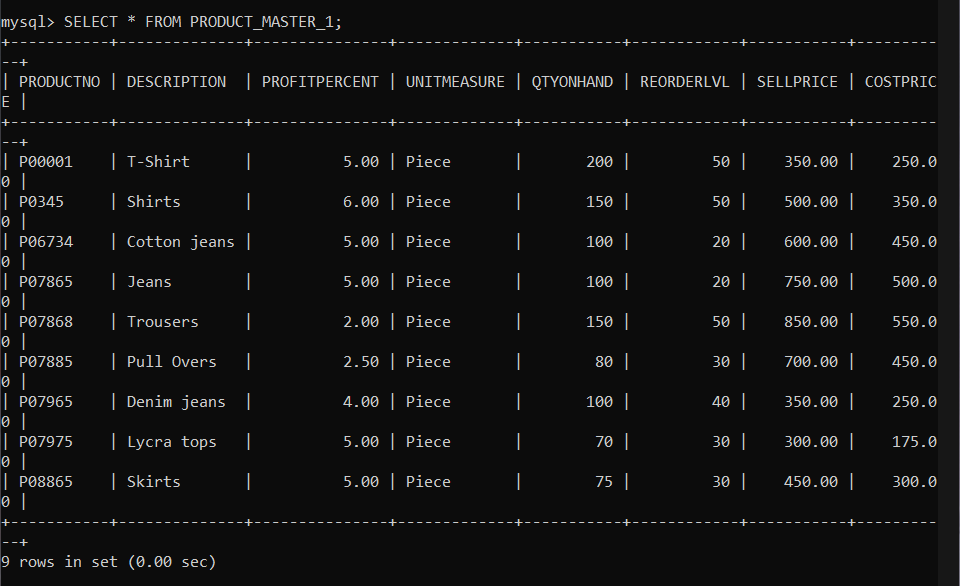 mysql> SELECT * FROM PRODUCT_MASTER_1;
+-----------+--------------+---------------+-------------+-----------+------------+-----------+---------
--+
| PRODUCTNO | DESCRIPTION  | PROFITPERCENT | UNITMEASURE | QTYONHAND | REORDERLVL | SELLPRICE | COSTPRIC
E |
+-----------+--------------+---------------+-------------+-----------+------------+-----------+---------
--+
| P00001    | T-Shirt      |          5.00 | Piece       |       200 |         50 |    350.00 |    250.0
0 |
| P0345     | Shirts       |          6.00 | Piece       |       150 |         50 |    500.00 |    350.0
0 |
| P06734    | Cotton jeans |          5.00 | Piece       |       100 |         20 |    600.00 |    450.0
0 |
| P07865    | Jeans        |          5.00 | Piece       |       100 |         20 |    750.00 |    500.0
0 |
| P07868    | Trousers     |          2.00 | Piece       |       150 |         50 |    850.00 |    550.0
0 |
| P07885    | Pull Overs   |          2.50 | Piece       |        80 |         30 |    700.00 |    450.0
0 |
| P07965    | Denim jeans  |          4.00 | Piece       |       100 |         40 |    350.00 |    250.0
0 |
| P07975    | Lycra tops   |          5.00 | Piece       |        70 |         30 |    300.00 |    175.0
0 |
| P08865    | Skirts       |          5.00 | Piece       |        75 |         30 |    450.00 |    300.0
0 |
+-----------+--------------+---------------+-------------+-----------+------------+-----------+---------
--+
9 rows in set (0.00 sec)